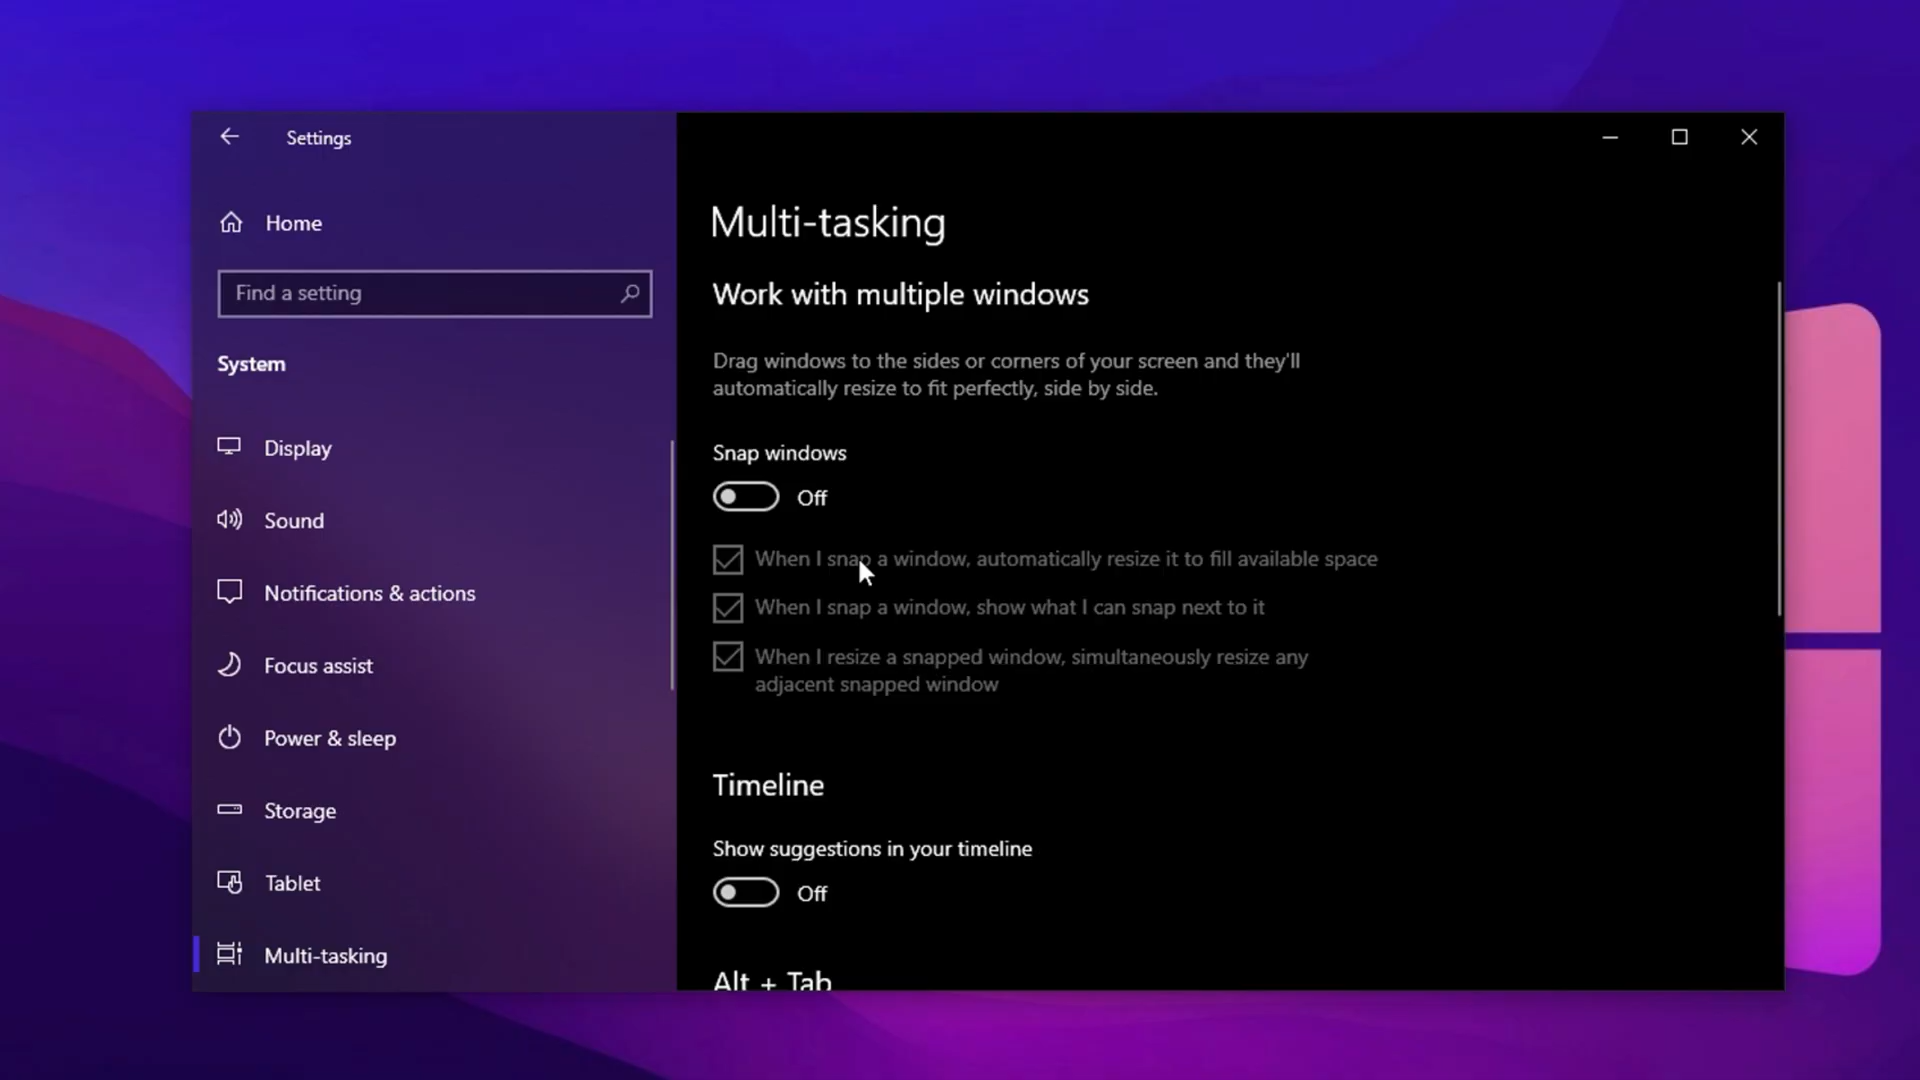 Settings
Home
Find a setting
System
Display
Sound
Notifications & actions
Focus assist
Power & sleep
Storage
Tablet
Multi-tasking
Multi-tasking
Work with multiple windows
Drag windows to the sides or corners of your screen and they'll
automatically resize to fit perfectly, side by side.
Snap windows
Off
When I snap a window, automatically resize it to fill available space
When I snap a window, show what I can snap next to it
When I resize a snapped window, simultaneously resize any
adjacent snapped window
Timeline
Show suggestions in your timeline
Off
Alt + Tab